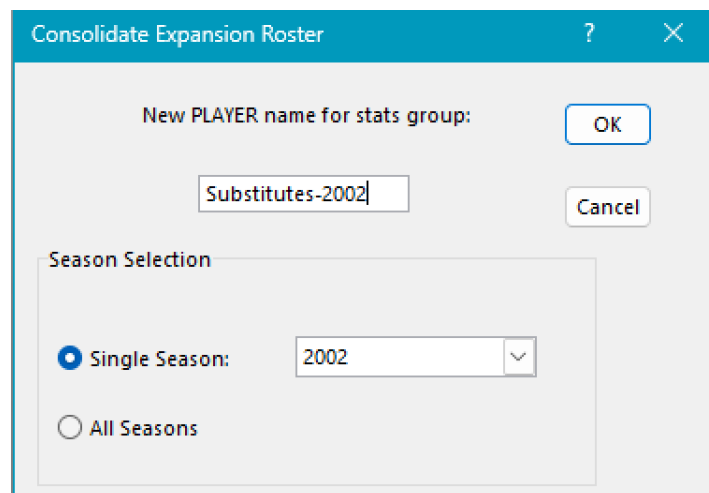 Consolidate Expansion Roster ?
New PLAYER name for stats group:
OK
Substitutes-2002
Cancel
Season Selection
Single Season: 2002
All Seasons